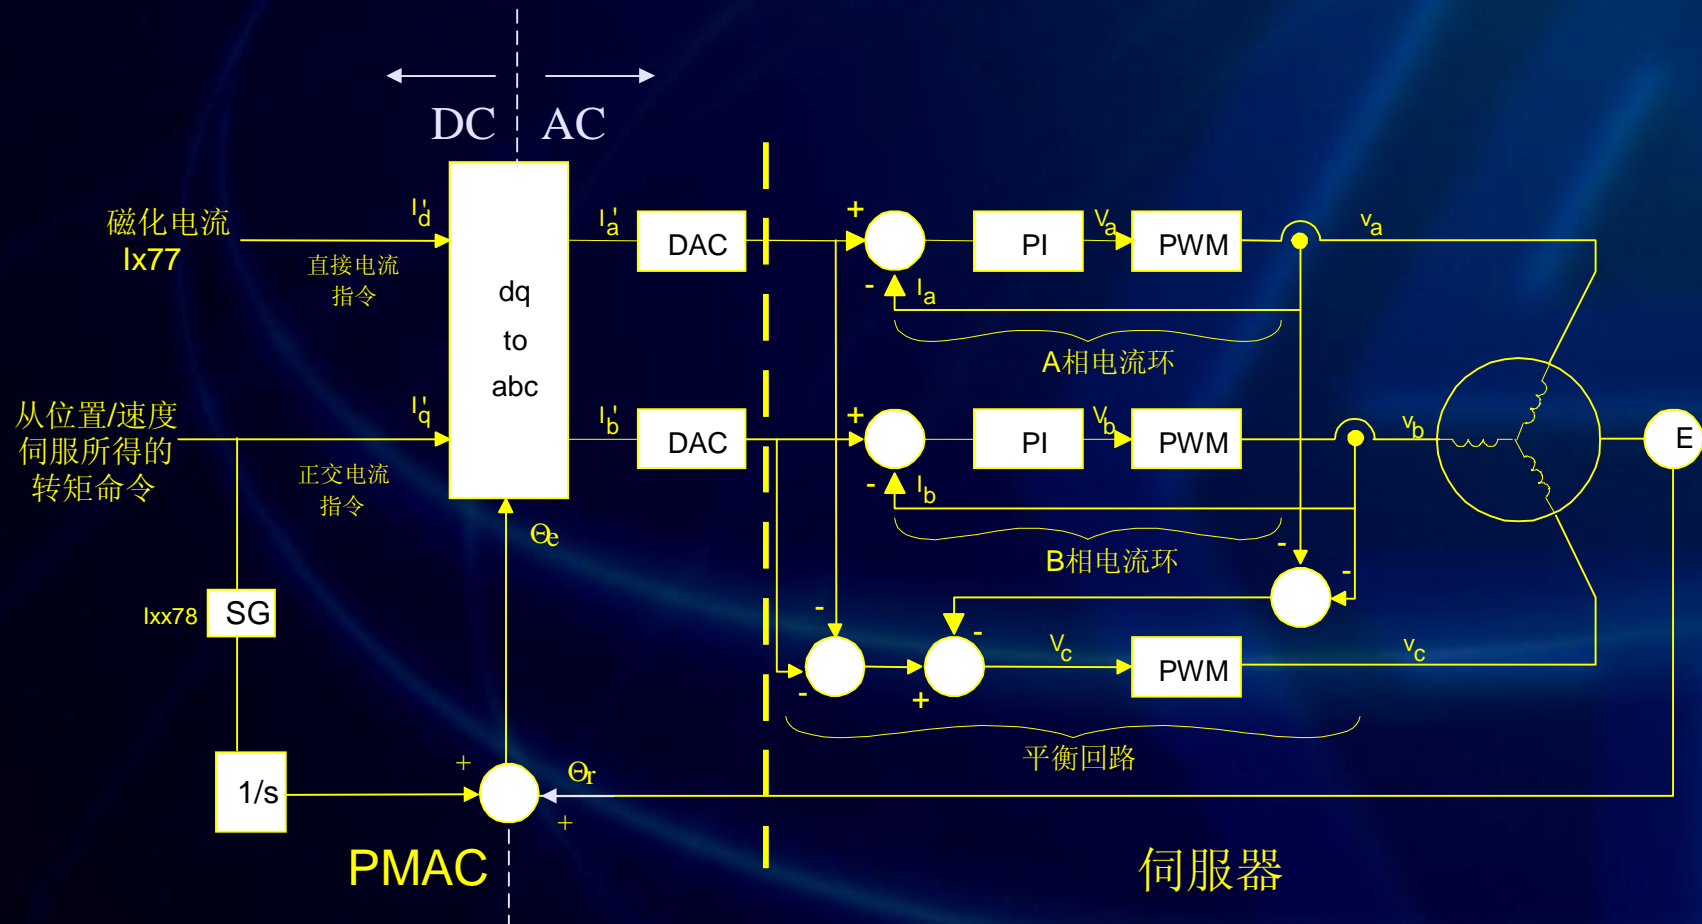 DC
AC
磁化电流
Ix77
I'd
直接电流
指令
dq
to
abc
I'a
DAC
+
-
Ia
PI
Va
PWM
va
A相电流环
从位置/速度
伺服所得的
转矩命令
I'q
正交电流
指令
I'b
DAC
+
-
Ib
PI
Vb
PWM
vb
E
B相电流环
-
-
Θe
Ixx78
SG
-
-
-
+
Vc
PWM
vc
平衡回路
1/s
+
Θr
+
PMAC
伺服器